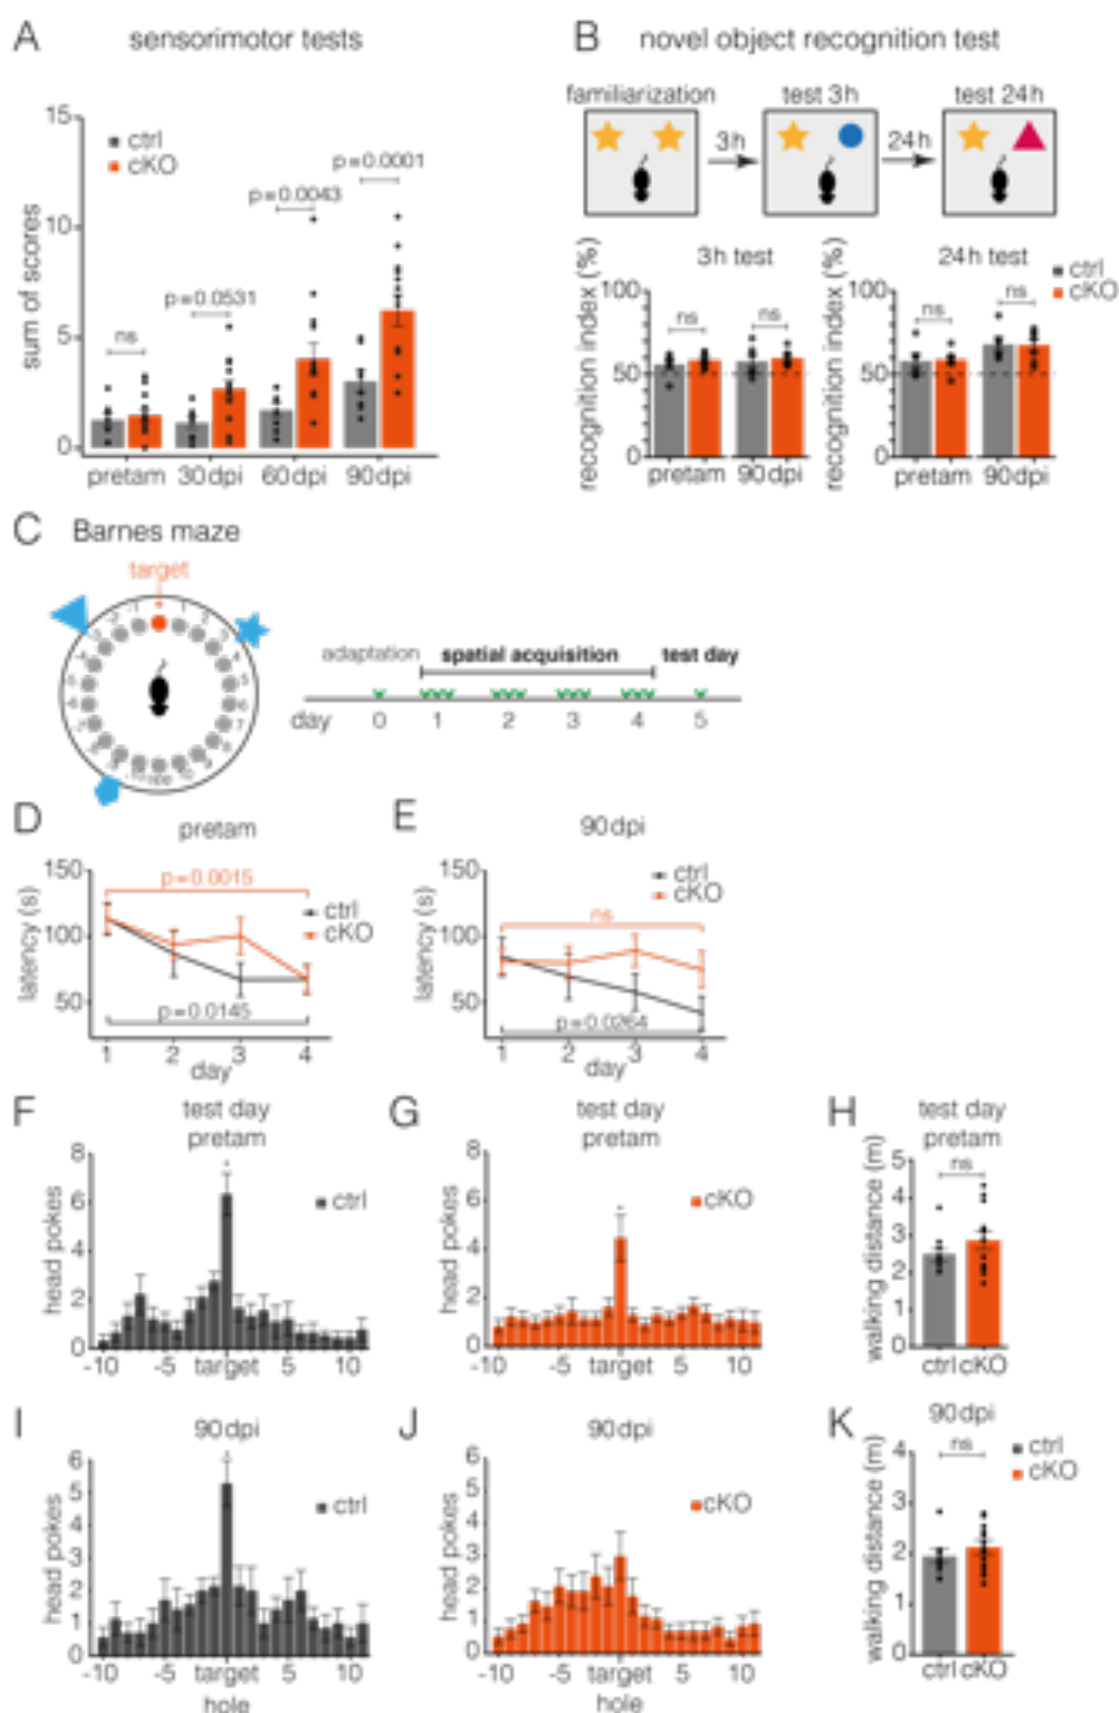 A sensorimotor tests
15
10
5
0
sum of scores
ctrl
cKO
ns
p=0.0531
p=0.0043
p=0.0001
pretam 30dpi 60dpi 90dpi
B novel object recognition test
familiarization test 3h test 24h
3h 24h
3h test
recognition index (%)
100
50
0
ns ns
pretam 90dpi
24h test
ctrl
cKO
recognition index (%)
100
50
0
ns ns
pretam 90dpi
C Barnes maze
target
adaptation spatial acquisition test day
day 0 1 2 3 4 5
D pretam
latency (s)
150
100
50
p=0.0015
ctrl
cKO
p=0.0145
1 2 3 4
day
E 90dpi
latency (s)
150
100
50
ctrl
cKO
ns
p=0.0264
1 2 3 4
day
F test day
pretam
head pokes
8
6
4
2
0
ctrl
-10 -5 target 5 10
G test day
pretam
head pokes
8
6
4
2
0
cKO
-10 -5 target 5 10
H test day
pretam
walking distance (m)
5
4
3
2
1
0
ns
ctrl cKO
I 90dpi
head pokes
6
5
4
3
2
1
0
ctrl
-10 -5 target 5 10
hole
J 90dpi
head pokes
6
5
4
3
2
1
0
cKO
-10 -5 target 5 10
hole
K 90dpi
walking distance (m)
4
3
2
1
0
ns
ctrl
cKO
ctrl cKO